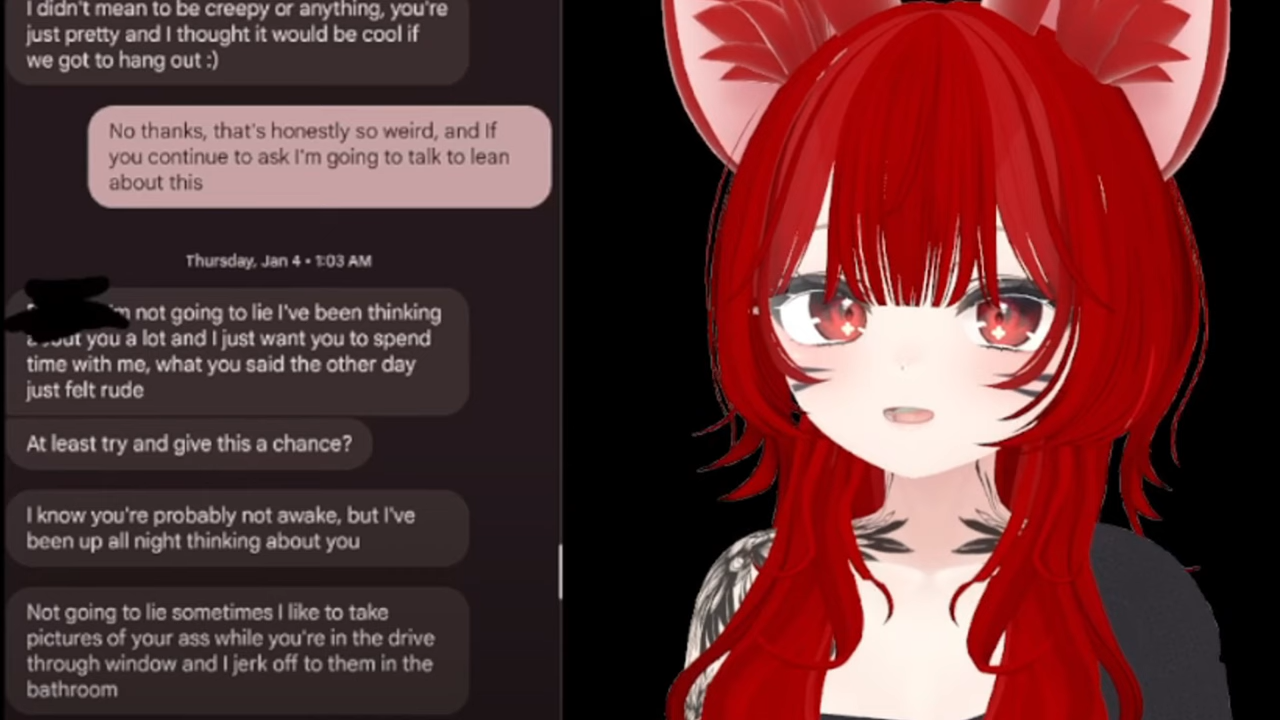 I didn't mean to be creepy or anything, you're
just pretty and I thought it would be cool if
we got to hang out :)
No thanks, that's honestly so weird, and If
you continue to ask I'm going to talk to lean
about this
Thursday, Jan 4 • 1:03 AM
not going to lie I've been thinking
you a lot and I just want you to spend
time with me, what you said the other day
just felt rude
At least try and give this a chance?
I know you're probably not awake, but I've
been up all night thinking about you
Not going to lie sometimes I like to take
pictures of your ass while you're in the drive
through window and I jerk off to them in the
bathroom